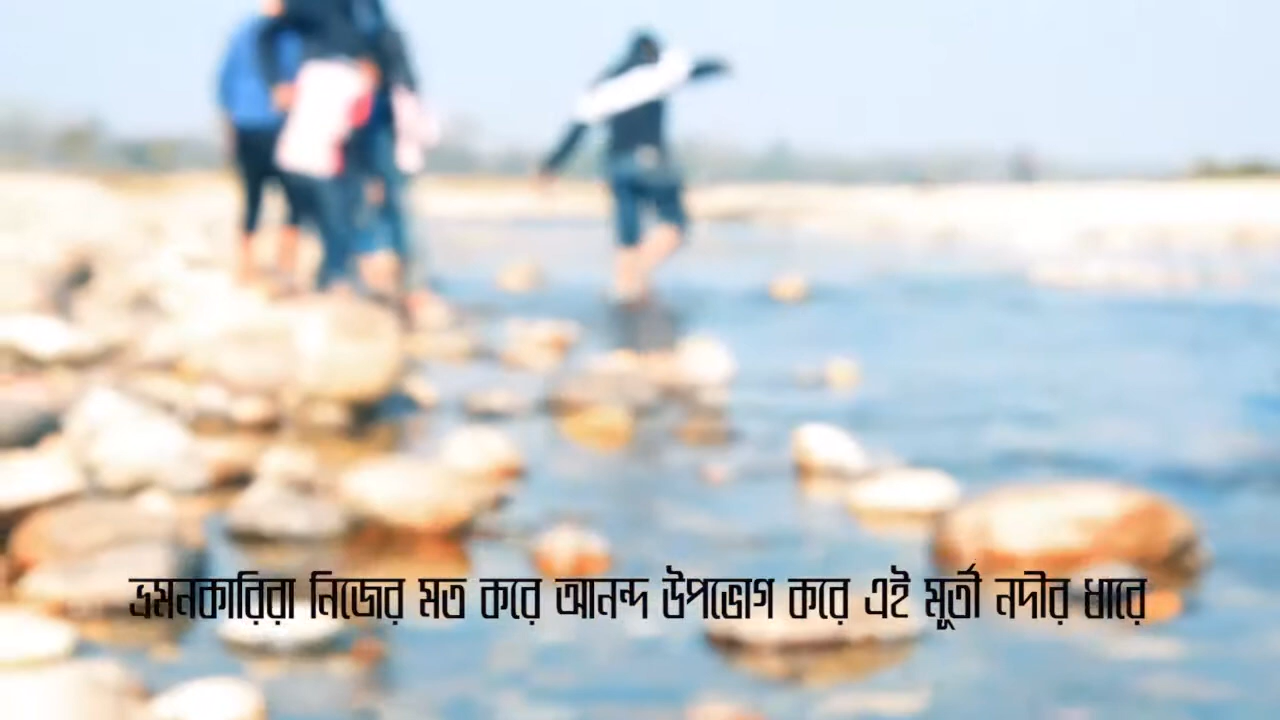 ভ্রমনকারিরা নিজের মত করে আনন্দ উপভোগ করে এই মূর্তী নদীর ধারে